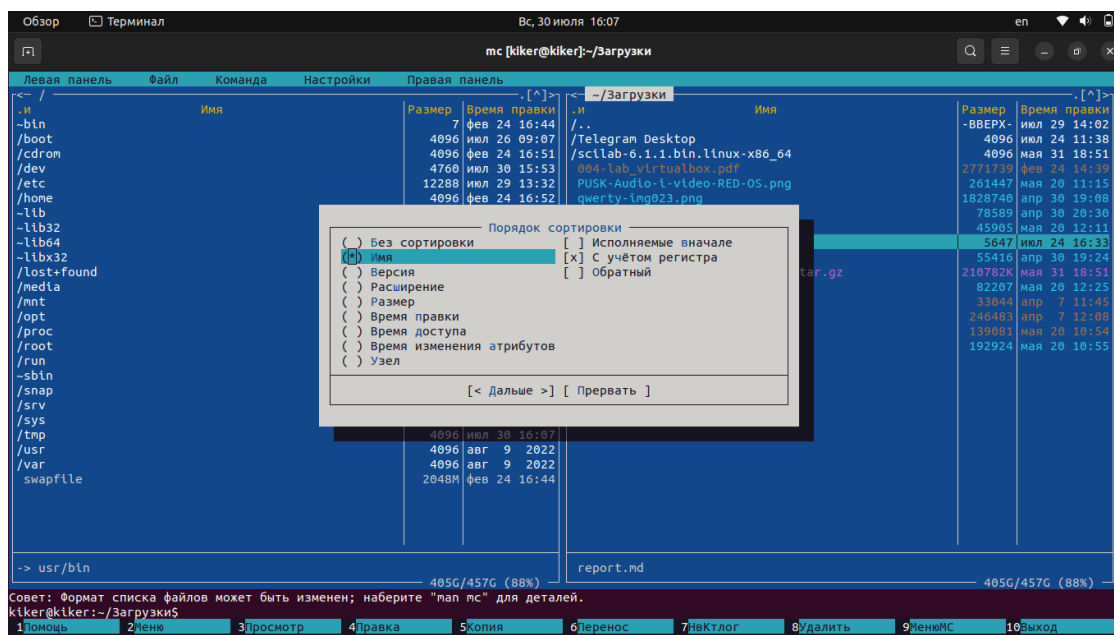 Обзор Терминал Вс, 30 июля 16:07 en
mc [kiker@kiker]:~/Загрузки
Левая панель Файл Команда Настройки Правая панель
<— / .[^]> <— ~/Загрузки .[^]>
.и Имя Размер Время правки .и Имя Размер Время правки
~bin 7 фев 24 16:44 /.. -ВВЕРХ- июл 29 14:02
/boot 4096 июл 26 09:07 /Telegram Desktop 4096 июл 24 11:38
/cdrom 4096 фев 24 16:51 /scilab-6.1.1.bin.linux-x86_64 4096 мая 31 18:51
/dev 4760 июл 30 15:53 004-lab_virtualbox.pdf 2771739 фев 24 14:39
/etc 12288 июл 29 13:32 PUSK-Audio-i-video-RED-OS.png 261447 мая 20 11:15
/home 4096 фев 24 16:52 qwerty-img023.png 1828740 апр 30 19:08
~lib 78589 апр 30 20:30
~lib32 Порядок сортировки 45905 мая 20 12:11
~lib64 ( ) Без сортировки [ ] Исполняемые вначале 5647 июл 24 16:33
~libx32 (*) Имя [x] С учётом регистра 55416 апр 30 19:24
/lost+found ( ) Версия [ ] Обратный tar.gz 210782K мая 31 18:51
/media ( ) Расширение 82207 мая 20 12:25
/mnt ( ) Размер 33044 апр 7 11:45
/opt ( ) Время правки 246483 апр 7 12:08
/proc ( ) Время доступа 139081 мая 20 10:54
/root ( ) Время изменения атрибутов 192924 мая 20 10:55
/run ( ) Узел
~sbin
/snap [< Дальше >] [ Прервать ]
/srv
/sys
/tmp 4096 июл 30 16:07
/usr 4096 авг 9 2022
/var 4096 авг 9 2022
swapfile 2048M фев 24 16:44
-> usr/bin report.md
405G/457G (88%) 405G/457G (88%)
Совет: Формат списка файлов может быть изменен; наберите "man mc" для деталей.
kiker@kiker:~/Загрузки$
1Помощь 2Меню 3Просмотр 4Правка 5Копия 6Перенос 7НвКтлог 8Удалить 9МенюМС 10Выход